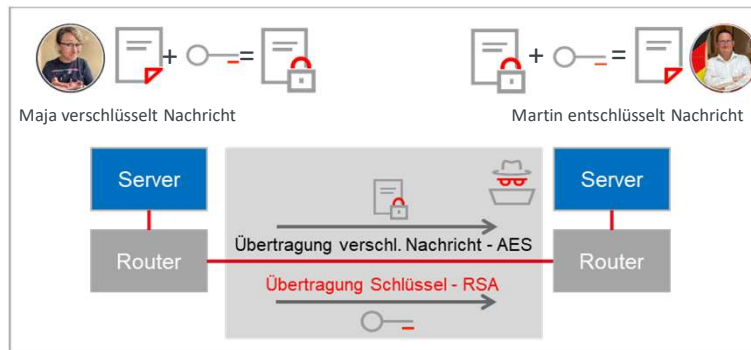 Maja verschlüsselt Nachricht
Martin entschlüsselt Nachricht
Server
Server
Übertragung verschl. Nachricht - AES
Router
Router
Übertragung Schlüssel - RSA